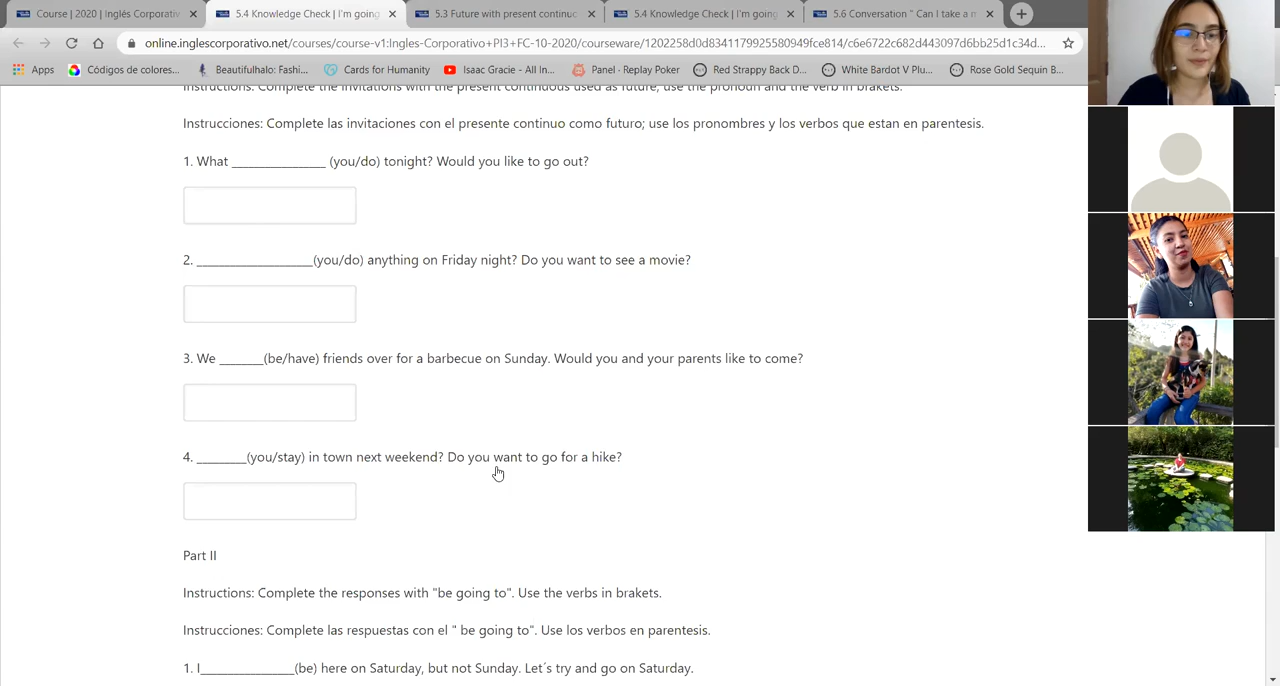 Course | 2020 | Inglés Corporativ
5.4 Knowledge Check | I'm going
5.3 Future with present continuo
5.4 Knowledge Check | I'm going
5.6 Conversation " Can I take a m
online.inglescorporativo.net/courses/course-v1:Ingles-Corporativo+PI3+FC-10-2020/courseware/1202258d0d8341179925580949fce814/c6e6722c682d443097d6bb25d1c34d...
Apps
Códigos de colores...
Beautifulhalo: Fashi...
Cards for Humanity
Isaac Gracie - All In...
Panel · Replay Poker
Red Strappy Back D...
White Bardot V Plu...
Rose Gold Sequin B...
Instructions: Complete the invitations with the present continuous used as future, use the pronoun and the verb in brakets.
Instrucciones: Complete las invitaciones con el presente continuo como futuro; use los pronombres y los verbos que estan en parentesis.
1. What _______________ (you/do) tonight? Would you like to go out?
2. __________________(you/do) anything on Friday night? Do you want to see a movie?
3. We _______(be/have) friends over for a barbecue on Sunday. Would you and your parents like to come?
4. ________(you/stay) in town next weekend? Do you want to go for a hike?
Part II
Instructions: Complete the responses with "be going to". Use the verbs in brakets.
Instrucciones: Complete las respuestas con el " be going to". Use los verbos en parentesis.
1. I_______________(be) here on Saturday, but not Sunday. Let´s try and go on Saturday.